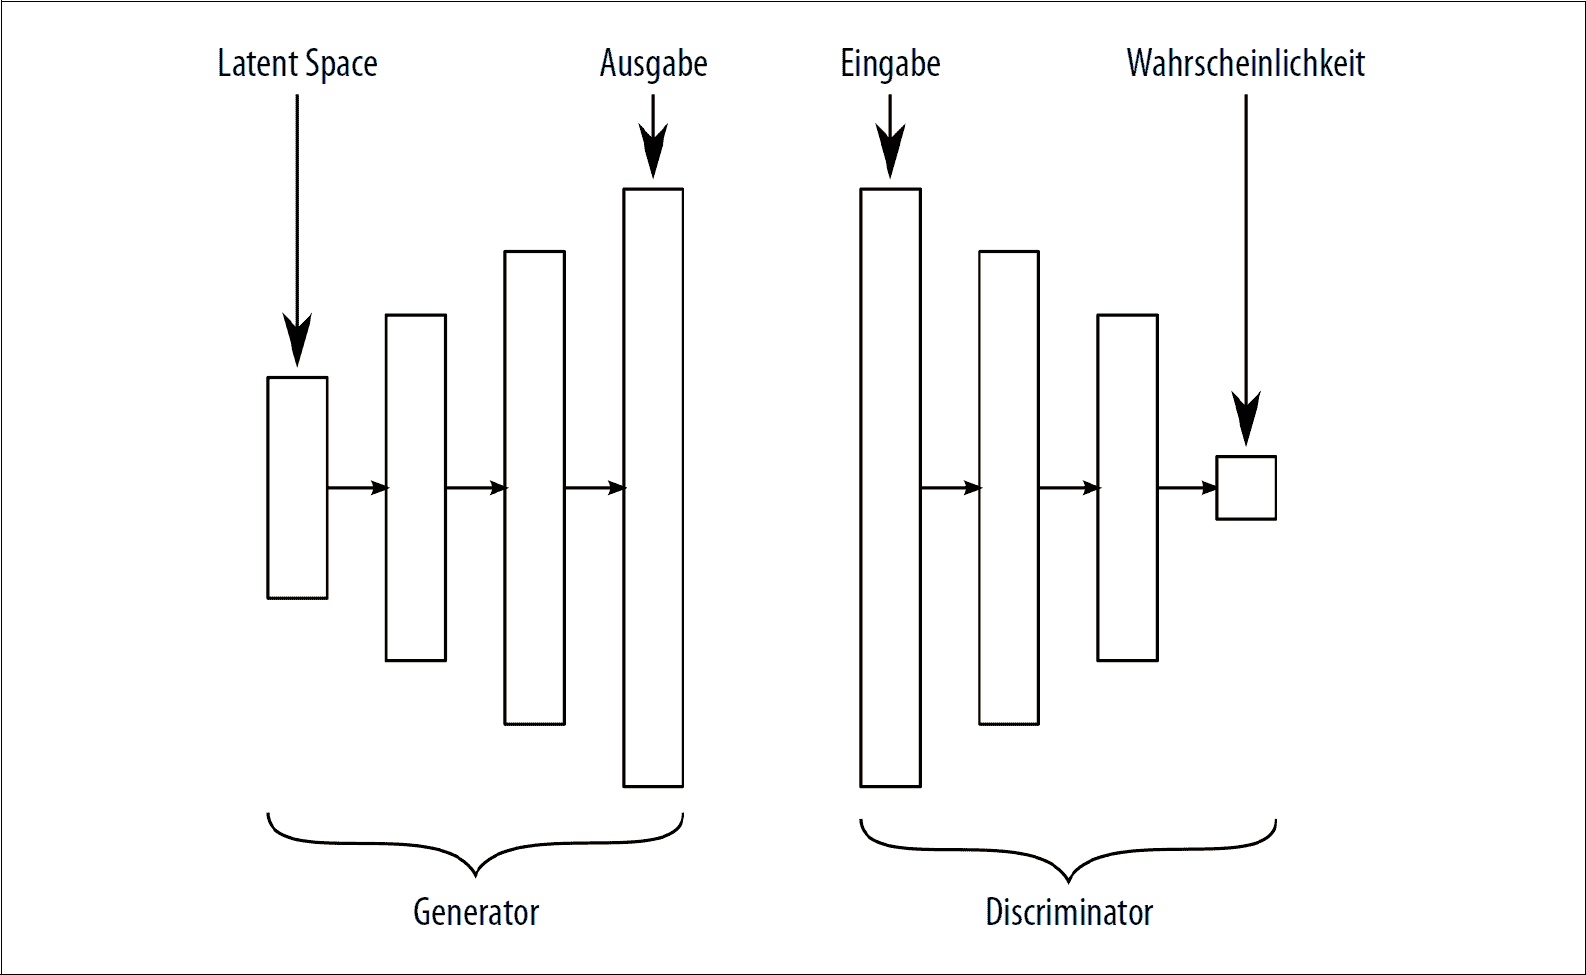 Latent Space
Ausgabe
Eingabe
Wahrscheinlichkeit
Generator
Discriminator